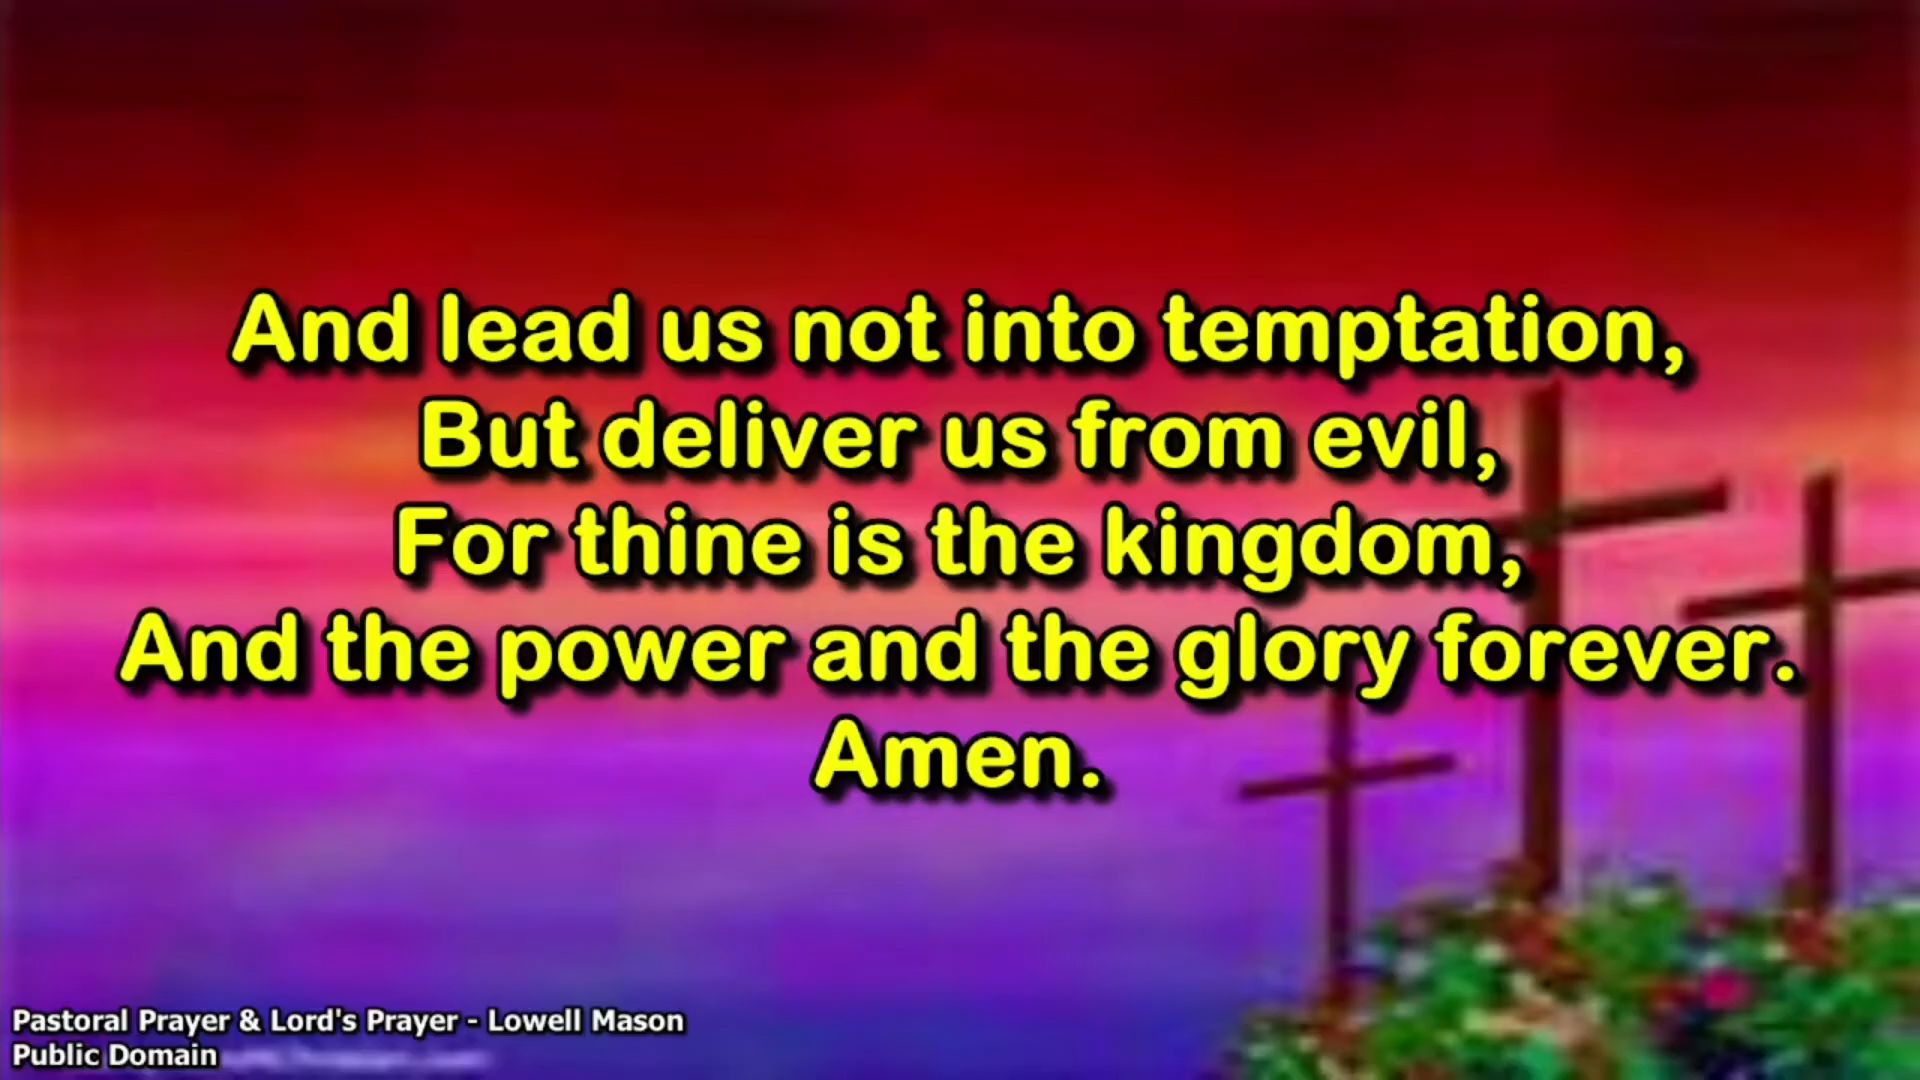 And lead us not into temptation,
But deliver us from evil,
For thine is the kingdom,
And the power and the glory forever.
Amen.
Pastoral Prayer & Lord's Prayer - Lowell Mason
Public Domain